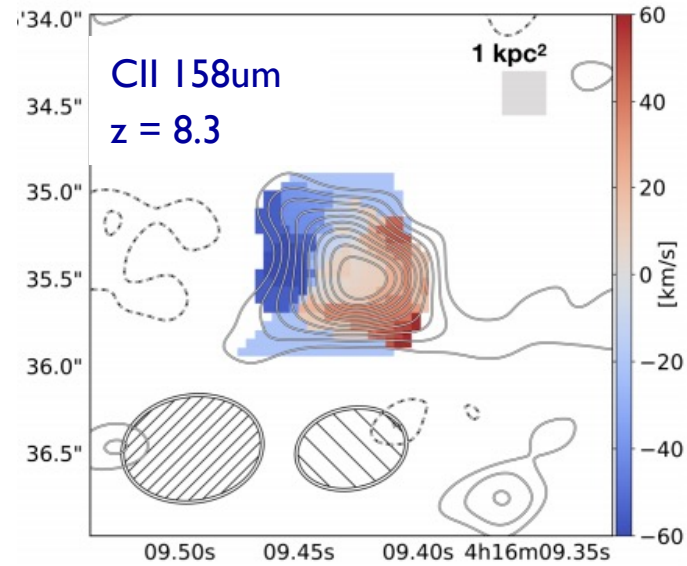 '34.0"
60
CII 158um
1 kpc²
z = 8.3
34.5"
40
35.0"
20
35.5"
0
[km/s]
36.0"
−20
36.5"
−40
−60
09.50s 09.45s 09.40s 4h16m09.35s